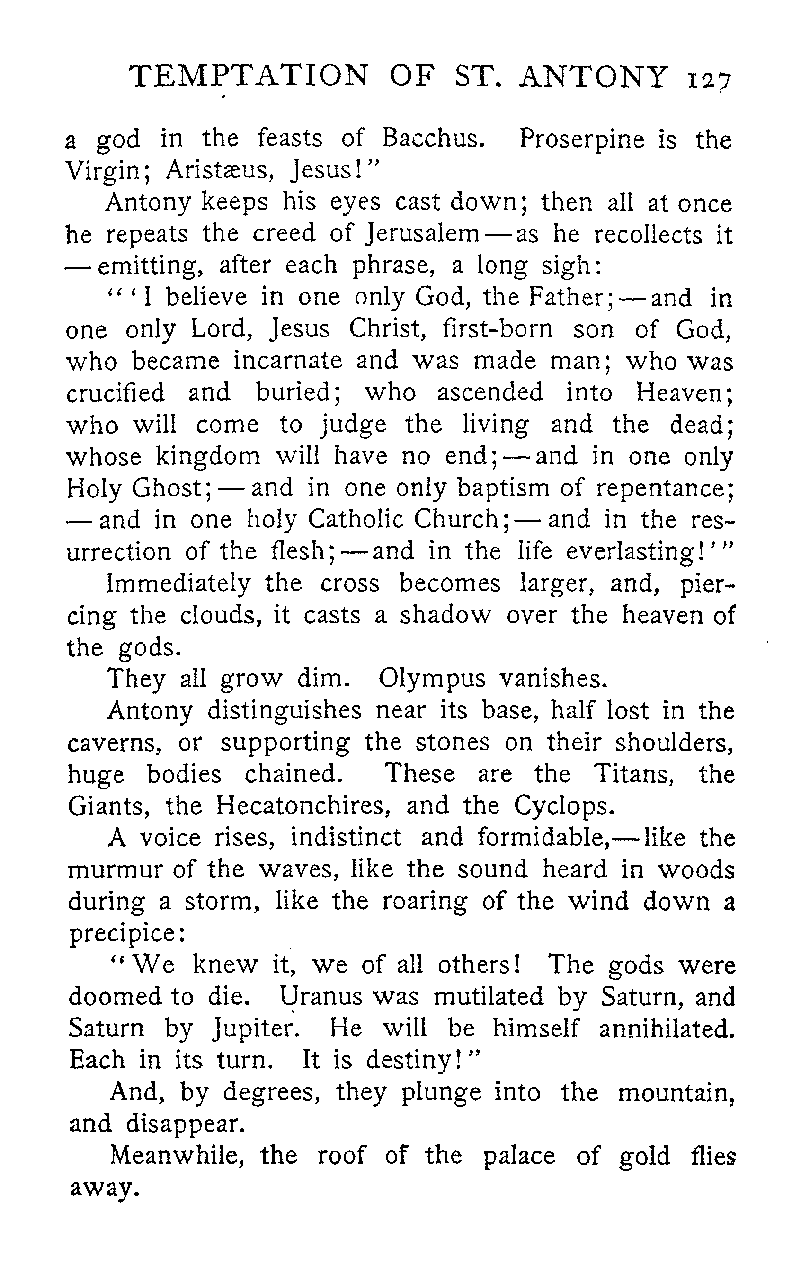 TEMPTATION OF ST. ANTONY 127
a god in the feasts of Bacchus. Proserpine is the
Virgin; Aristæus, Jesus!"
Antony keeps his eyes cast down; then all at once
he repeats the creed of Jerusalem—as he recollects it
—emitting, after each phrase, a long sigh:
"'I believe in one only God, the Father;—and in
one only Lord, Jesus Christ, first-born son of God,
who became incarnate and was made man; who was
crucified and buried; who ascended into Heaven;
who will come to judge the living and the dead;
whose kingdom will have no end;—and in one only
Holy Ghost;—and in one only baptism of repentance;
—and in one holy Catholic Church;—and in the res-
urrection of the flesh;—and in the life everlasting!'"
Immediately the cross becomes larger, and, pier-
cing the clouds, it casts a shadow over the heaven of
the gods.
They all grow dim. Olympus vanishes.
Antony distinguishes near its base, half lost in the
caverns, or supporting the stones on their shoulders,
huge bodies chained. These are the Titans, the
Giants, the Hecatonchires, and the Cyclops.
A voice rises, indistinct and formidable,—like the
murmur of the waves, like the sound heard in woods
during a storm, like the roaring of the wind down a
precipice:
"We knew it, we of all others! The gods were
doomed to die. Uranus was mutilated by Saturn, and
Saturn by Jupiter. He will be himself annihilated.
Each in its turn. It is destiny!"
And, by degrees, they plunge into the mountain,
and disappear.
Meanwhile, the roof of the palace of gold flies
away.